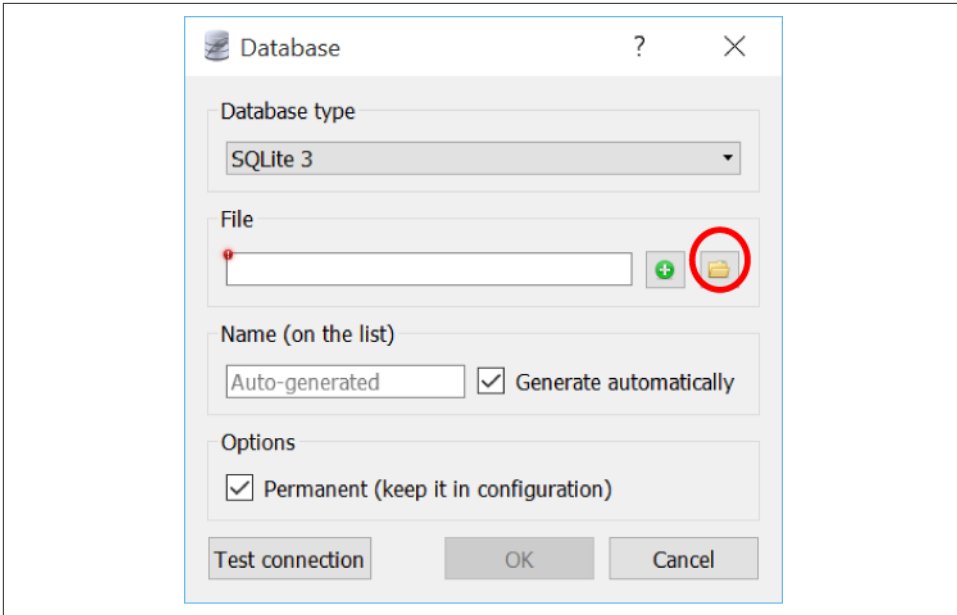 Database ?
Database type
SQLite 3
File
Name (on the list)
Auto-generated Generate automatically
Options
Permanent (keep it in configuration)
Test connection OK Cancel